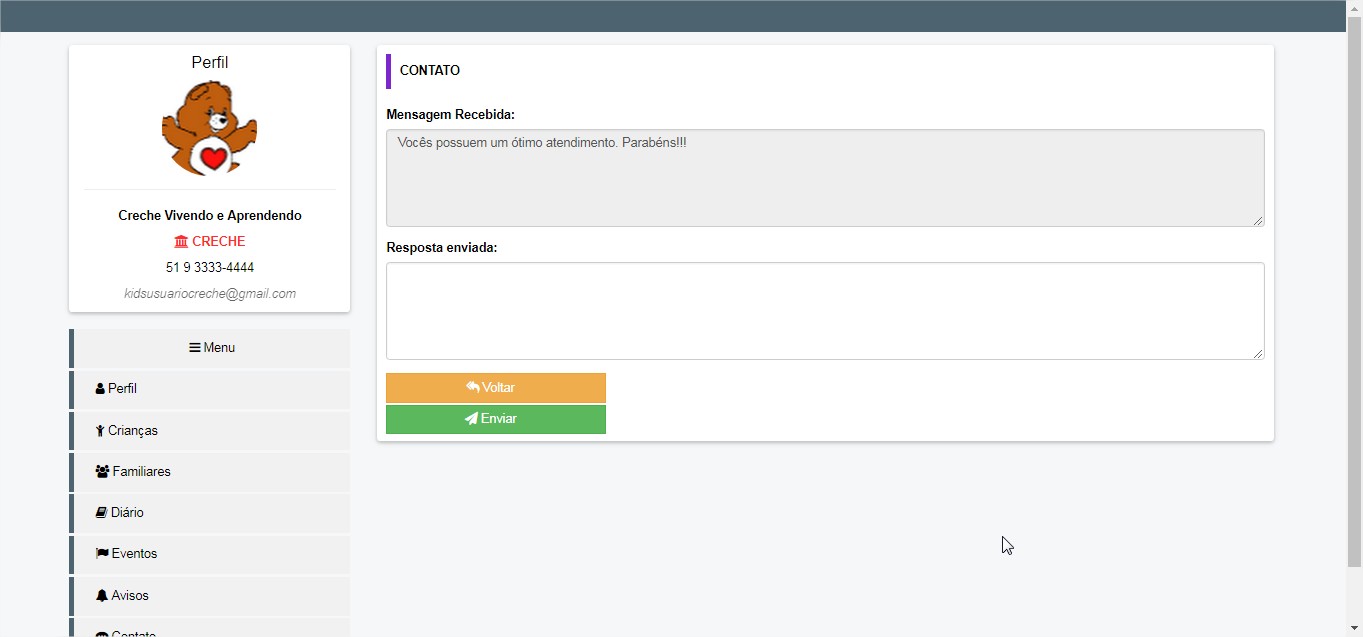 Perfil
Creche Vivendo e Aprendendo
CRECHE
51 9 3333-4444
kidsusuariocreche@gmail.com
Menu
Perfil
Crianças
Familiares
Diário
Eventos
Avisos
Contato
CONTATO
Mensagem Recebida:
Vocês possuem um ótimo atendimento. Parabéns!!!
Resposta enviada:
Voltar
Enviar